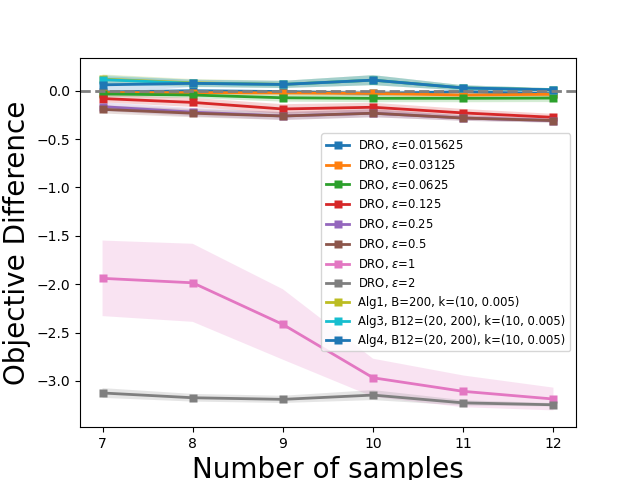 0.0
−0.5
−1.0
−1.5
−2.0
−2.5
−3.0
Objective Difference
DRO, ε=0.015625
DRO, ε=0.03125
DRO, ε=0.0625
DRO, ε=0.125
DRO, ε=0.25
DRO, ε=0.5
DRO, ε=1
DRO, ε=2
Alg1, B=200, k=(10, 0.005)
Alg3, B12=(20, 200), k=(10, 0.005)
Alg4, B12=(20, 200), k=(10, 0.005)
7 8 9 10 11 12
Number of samples